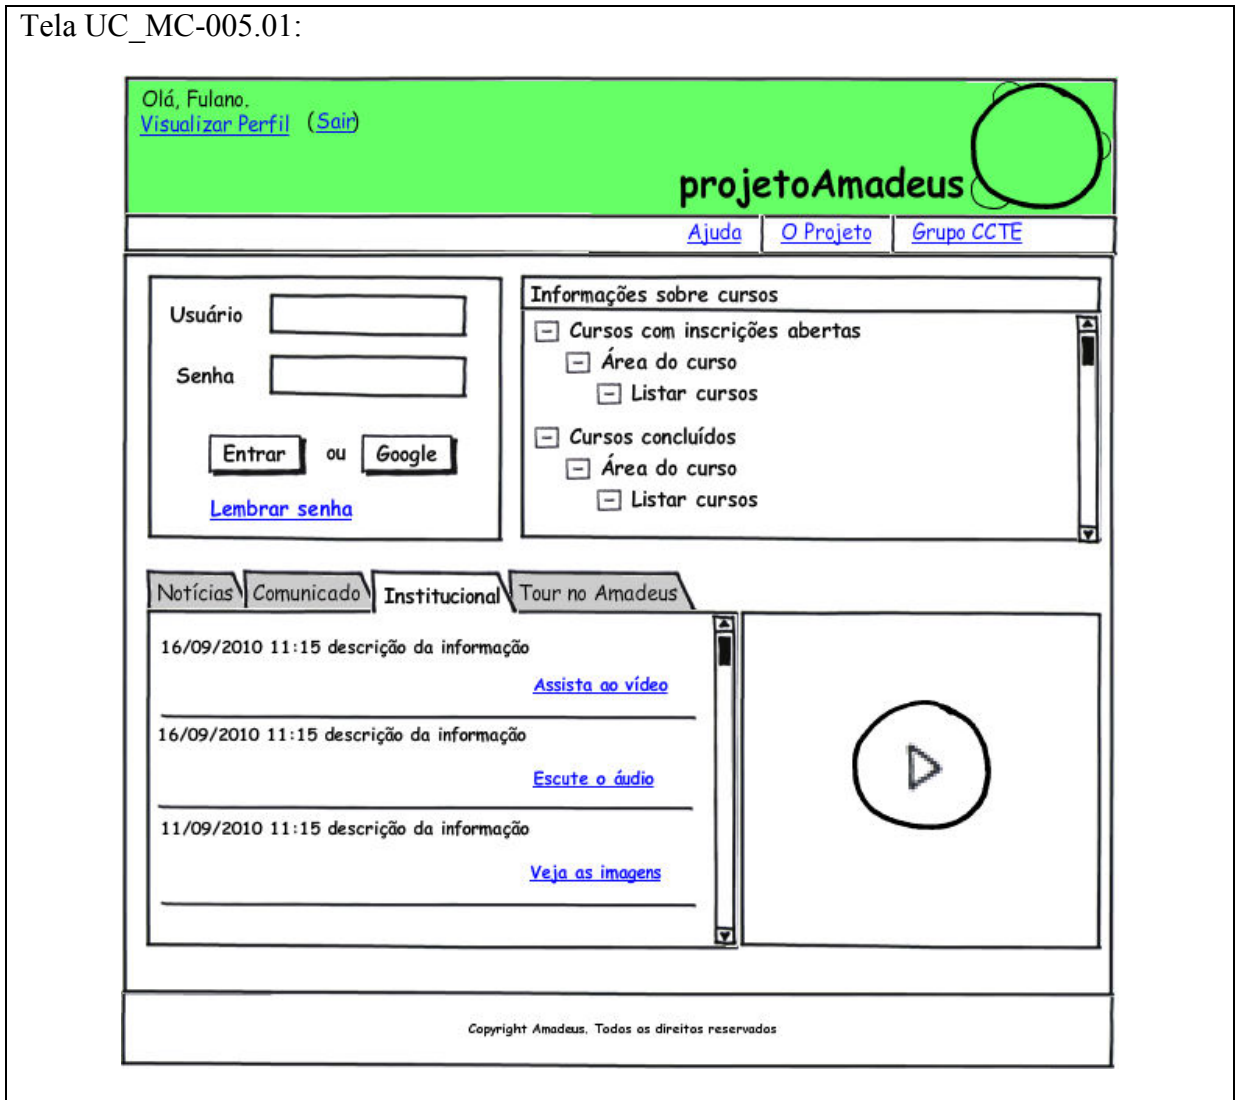 Tela UC_MC-005.01:
Olá, Fulano.
Visualizar Perfil (Sair)
projetoAmadeus
Ajuda O Projeto Grupo CCTE
Usuário
Senha
Entrar ou Google
Lembrar senha
Informações sobre cursos
Cursos com inscrições abertas
Área do curso
Listar cursos
Cursos concluídos
Área do curso
Listar cursos
Notícias Comunicado Institucional Tour no Amadeus
16/09/2010 11:15 descrição da informação
Assista ao vídeo
16/09/2010 11:15 descrição da informação
Escute o áudio
11/09/2010 11:15 descrição da informação
Veja as imagens
Copyright Amadeus. Todos os direitos reservados